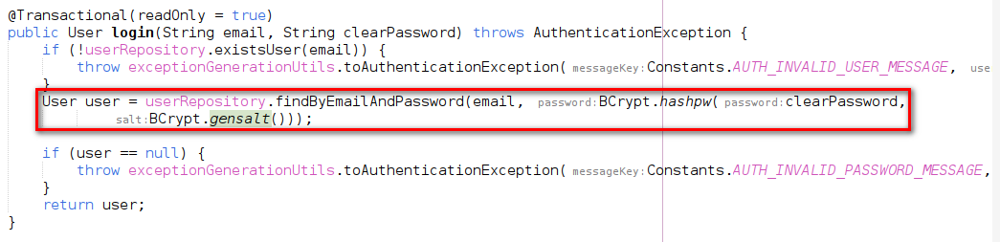 @Transactional(readOnly = true)
public User login(String email, String clearPassword) throws AuthenticationException {
if (!userRepository.existsUser(email)) {
throw exceptionGenerationUtils.toAuthenticationException( messageKey:Constants.AUTH_INVALID_USER_MESSAGE, use
}
User user = userRepository.findByEmailAndPassword(email, password:BCrypt.hashpw( password:clearPassword,
salt:BCrypt.gensalt()));
if (user == null) {
throw exceptionGenerationUtils.toAuthenticationException( messageKey:Constants.AUTH_INVALID_PASSWORD_MESSAGE,
}
return user;
}